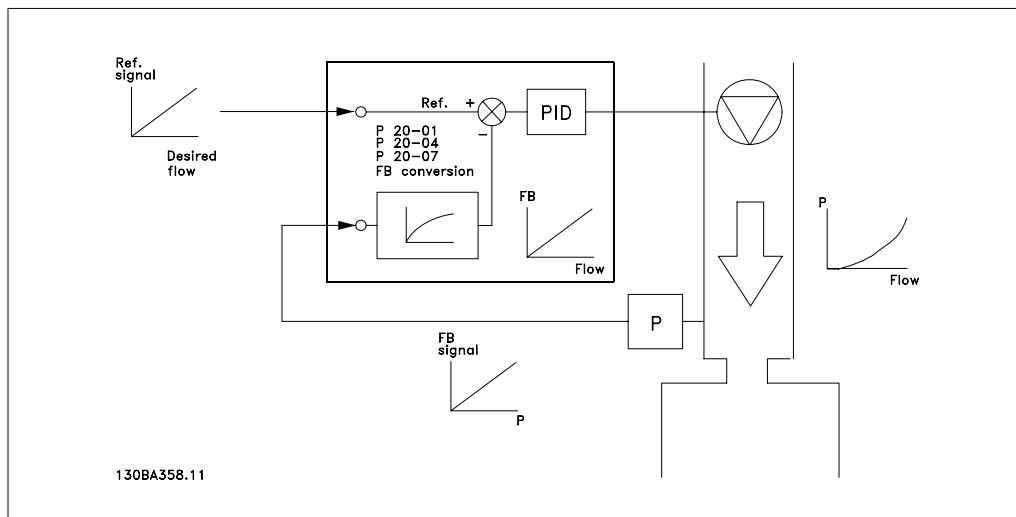 Ref.
signal
Desired
flow
Ref.
+
−
PID
P 20-01
P 20-04
P 20-07
FB conversion
FB
Flow
P
Flow
P
FB
signal
P
130BA358.11